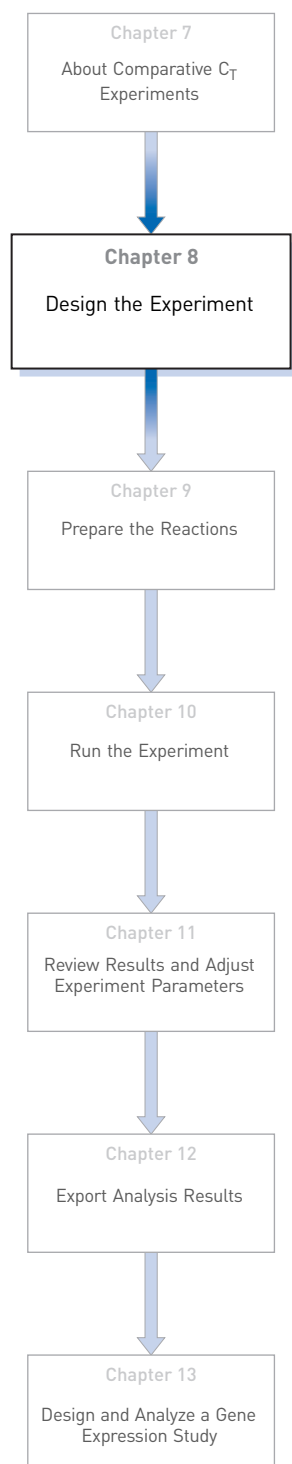 Chapter 7
About Comparative CT
Experiments
Chapter 8
Design the Experiment
Chapter 9
Prepare the Reactions
Chapter 10
Run the Experiment
Chapter 11
Review Results and Adjust
Experiment Parameters
Chapter 12
Export Analysis Results
Chapter 13
Design and Analyze a Gene
Expression Study